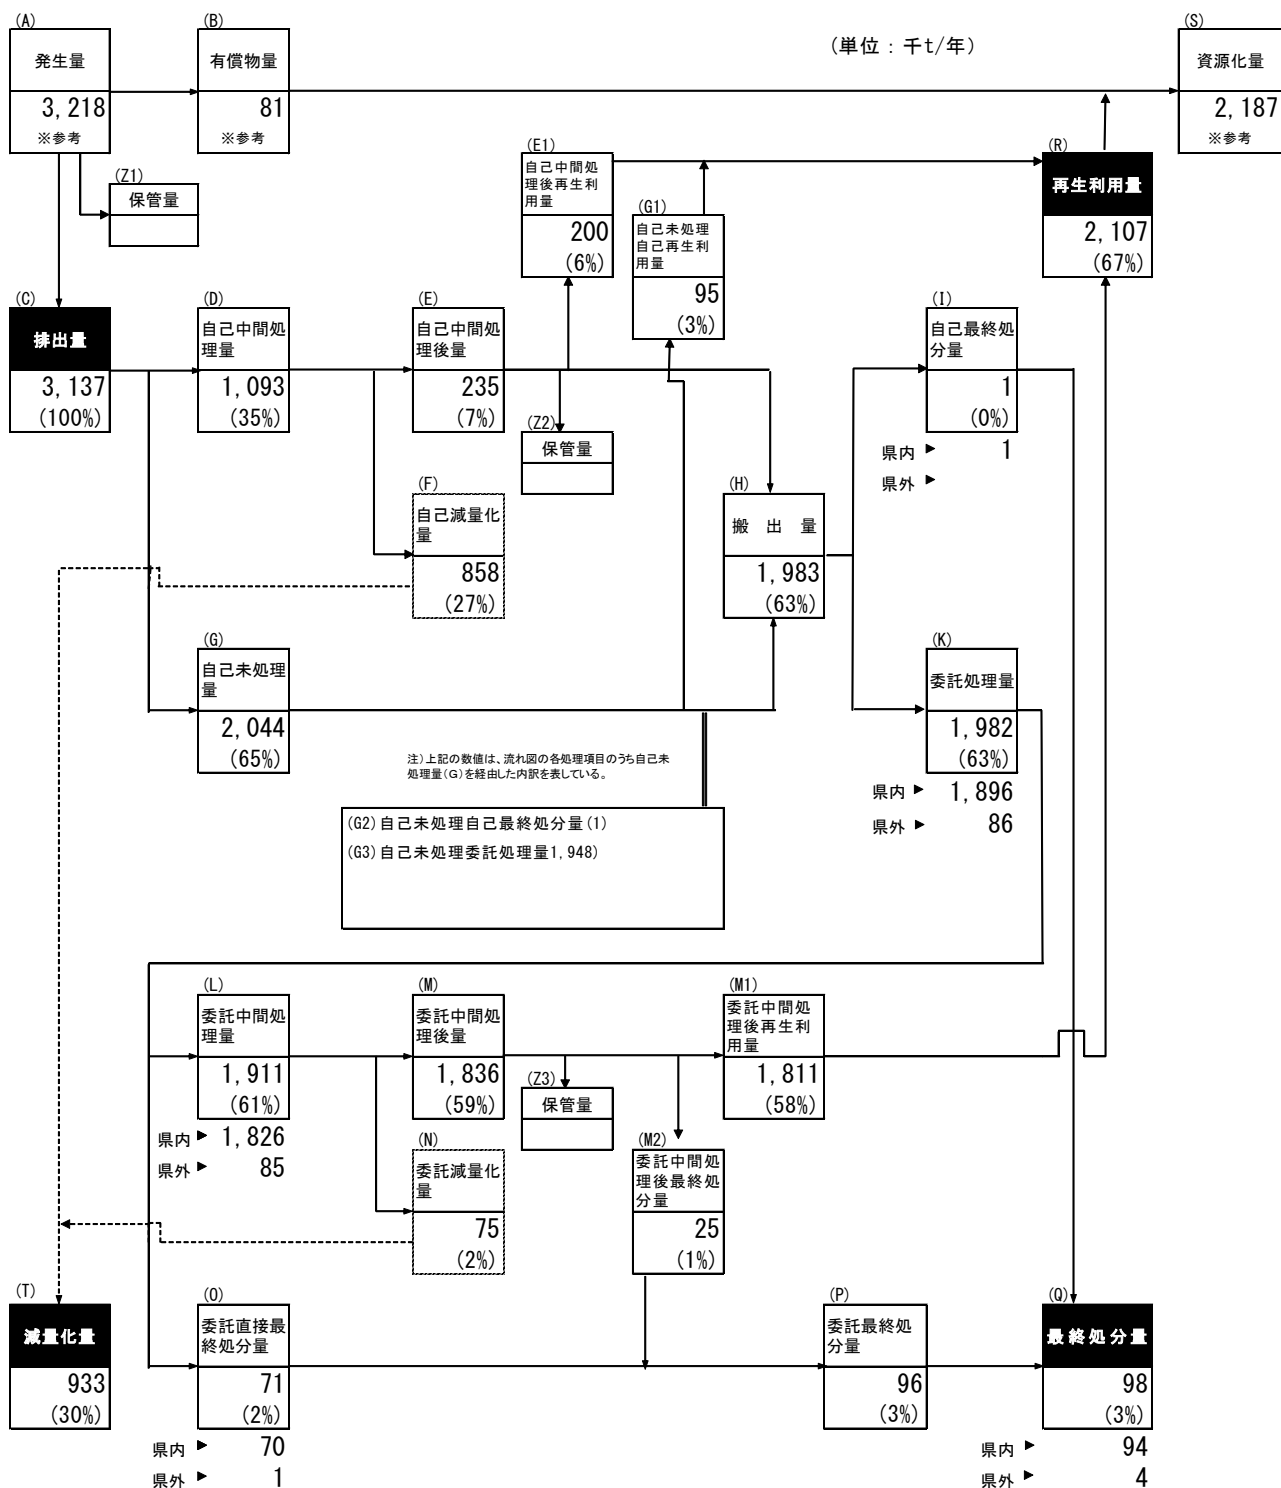 (A)
発生量
3,218
※参考
(B)
有償物量
81
※参考
(単位：千t/年)
(S)
資源化量
2,187
※参考
(Z1)
保管量
(E1)
自己中間処
理後再生利
用量
200
(6%)
(G1)
自己未処理
自己再生利
用量
95
(3%)
(R)
再生利用量
2,107
(67%)
(C)
排出量
3,137
(100%)
(D)
自己中間処
理量
1,093
(35%)
(E)
自己中間処
理後量
235
(7%)
(Z2)
保管量
(F)
自己減量化
量
858
(27%)
(H)
搬出量
1,983
(63%)
(I)
自己最終処
分量
1
(0%)
県内 ▶ 1
県外 ▶
(G)
自己未処理
量
2,044
(65%)
(K)
委託処理量
1,982
(63%)
県内 ▶ 1,896
県外 ▶ 86
注)上記の数値は、流れ図の各処理項目のうち自己未
処理量(G)を経由した内訳を表している。
(G2)自己未処理自己最終処分量(1)
(G3)自己未処理委託処理量1,948)
(L)
委託中間処
理量
1,911
(61%)
県内 ▶ 1,826
県外 ▶ 85
(M)
委託中間処
理後量
1,836
(59%)
(Z3)
保管量
(M1)
委託中間処
理後再生利
用量
1,811
(58%)
(N)
委託減量化
量
75
(2%)
(M2)
委託中間処
理後最終処
分量
25
(1%)
(T)
減量化量
933
(30%)
(O)
委託直接最
終処分量
71
(2%)
県内 ▶ 70
県外 ▶ 1
(P)
委託最終処
分量
96
(3%)
(Q)
最終処分量
98
(3%)
県内 ▶ 94
県外 ▶ 4